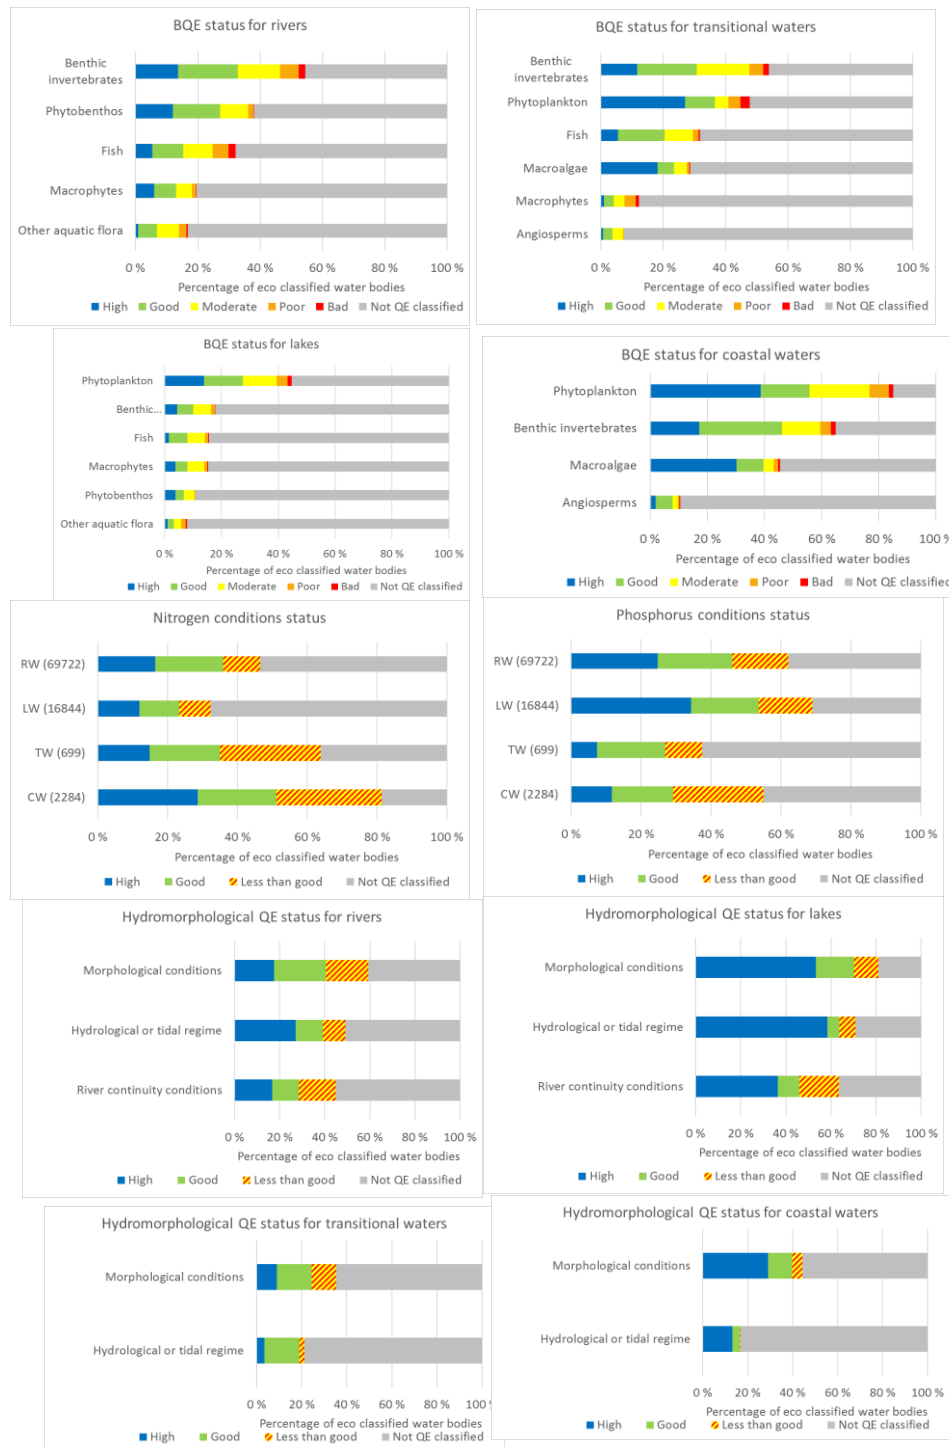 BQE status for rivers
Benthic
invertebrates
Phytobenthos
Fish
Macrophytes
Other aquatic flora
0 % 20 % 40 % 60 % 80 % 100 %
Percentage of eco classified water bodies
High Good Moderate Poor Bad Not QE classified
BQE status for transitional waters
Benthic
invertebrates
Phytoplankton
Fish
Macroalgae
Macrophytes
Angiosperms
0 % 20 % 40 % 60 % 80 % 100 %
Percentage of eco classified water bodies
High Good Moderate Poor Bad Not QE classified
BQE status for lakes
Phytoplankton
Benthic...
Fish
Macrophytes
Phytobenthos
Other aquatic flora
0 % 20 % 40 % 60 % 80 % 100 %
Percentage of eco classified water bodies
High Good Moderate Poor Bad Not QE classified
BQE status for coastal waters
Phytoplankton
Benthic invertebrates
Macroalgae
Angiosperms
0 % 20 % 40 % 60 % 80 % 100 %
Percentage of eco classified water bodies
High Good Moderate Poor Bad Not QE classified
Nitrogen conditions status
RW (69722)
LW (16844)
TW (699)
CW (2284)
0 % 20 % 40 % 60 % 80 % 100 %
Percentage of eco classified water bodies
High Good Less than good Not QE classified
Phosphorus conditions status
RW (69722)
LW (16844)
TW (699)
CW (2284)
0 % 20 % 40 % 60 % 80 % 100 %
Percentage of eco classified water bodies
High Good Less than good Not QE classified
Hydromorphological QE status for rivers
Morphological conditions
Hydrological or tidal regime
River continuity conditions
0 % 20 % 40 % 60 % 80 % 100 %
Percentage of eco classified water bodies
High Good Less than good Not QE classified
Hydromorphological QE status for lakes
Morphological conditions
Hydrological or tidal regime
River continuity conditions
0 % 20 % 40 % 60 % 80 % 100 %
Percentage of eco classified water bodies
High Good Less than good Not QE classified
Hydromorphological QE status for transitional waters
Morphological conditions
Hydrological or tidal regime
0 % 20 % 40 % 60 % 80 % 100 %
Percentage of eco classified water bodies
High Good Less than good Not QE classified
Hydromorphological QE status for coastal waters
Morphological conditions
Hydrological or tidal regime
0 % 20 % 40 % 60 % 80 % 100 %
Percentage of eco classified water bodies
High Good Less than good Not QE classified